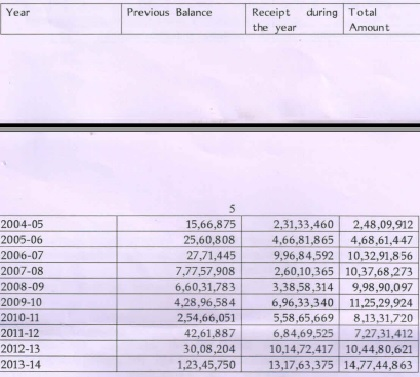 Year Previous Balance Receipt during Total
the year Amount
5
2004-05 15,66,875 2,31,33,460 2,48,09,912
2005-06 25,60,808 4,66,81,865 4,68,61,447
2006-07 27,71,445 9,96,84,592 10,32,91,856
2007-08 7,77,57,908 2,60,10,365 10,37,68,273
2008-09 6,60,31,783 3,38,58,314 9,98,90,097
2009-10 4,28,96,584 6,96,33,340 11,25,29,924
2010-11 2,54,66,051 5,58,65,669 8,13,31,720
2011-12 42,61,887 6,84,69,525 7,27,31,412
2012-13 30,08,204 10,14,72,417 10,44,80,621
2013-14 1,23,45,750 13,17,63,375 14,77,44,863